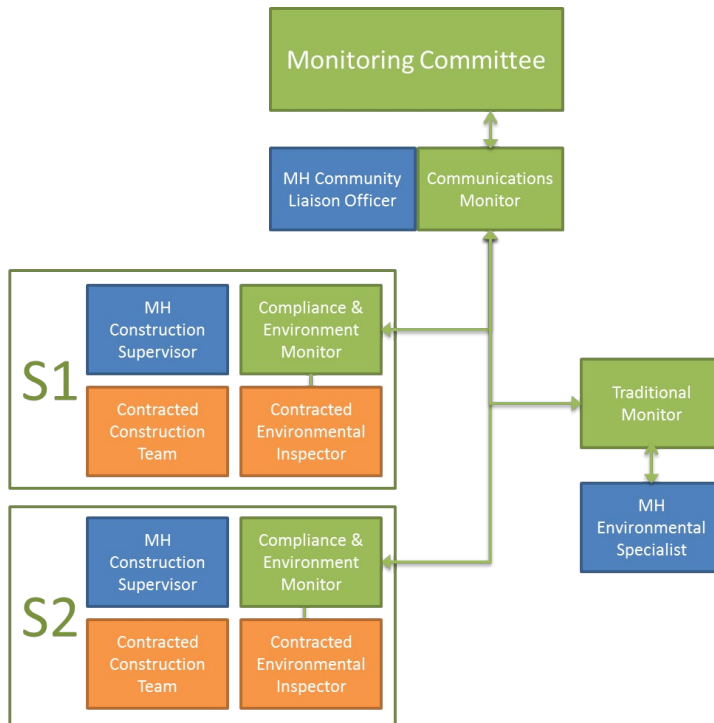 Monitoring Committee
MH Community
Liaison Officer
Communications
Monitor
S1
MH
Construction
Supervisor
Compliance &
Environment
Monitor
Contracted
Construction
Team
Contracted
Environmental
Inspector
Traditional
Monitor
MH
Environmental
Specialist
S2
MH
Construction
Supervisor
Compliance &
Environment
Monitor
Contracted
Construction
Team
Contracted
Environmental
Inspector